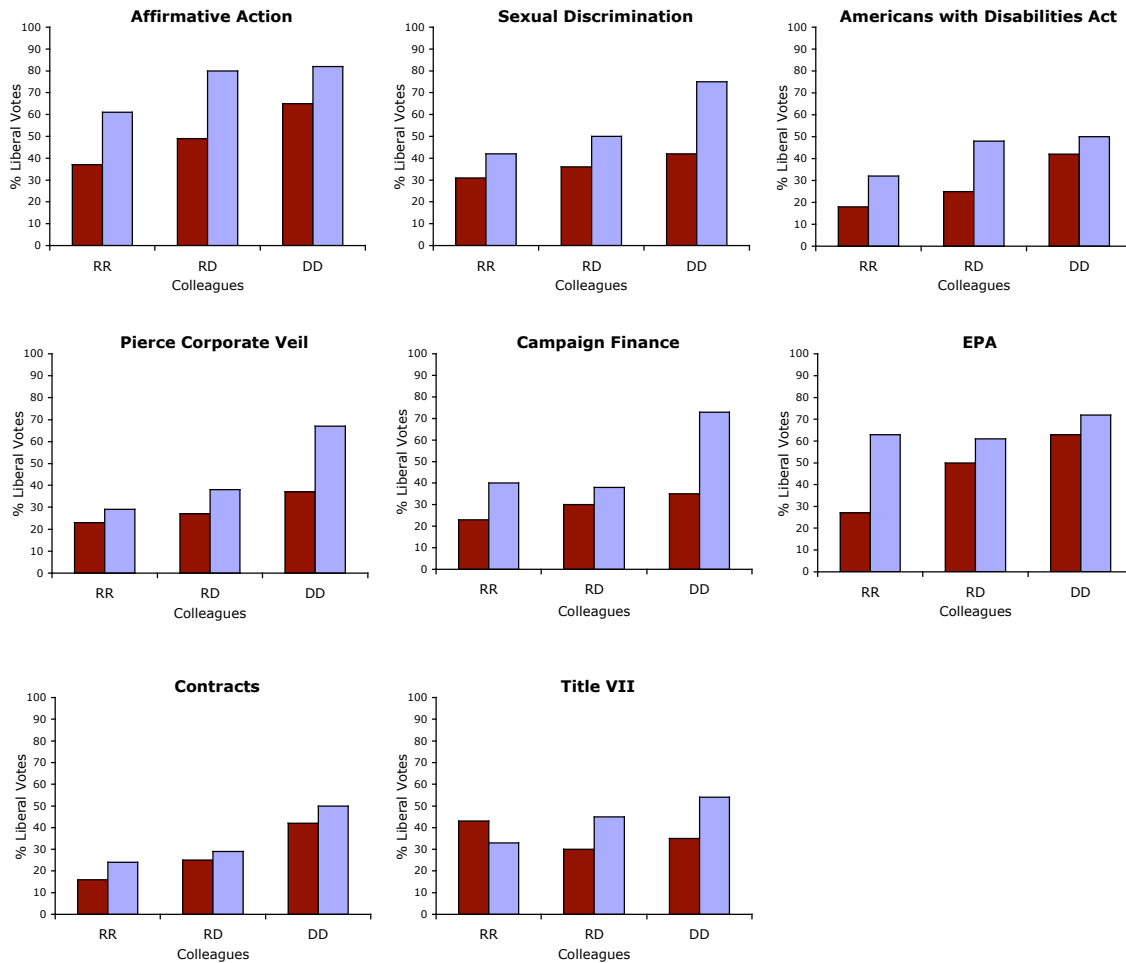 Affirmative Action
% Liberal Votes
100
90
80
70
60
50
40
30
20
10
0
RR RD DD
Colleagues
Sexual Discrimination
% Liberal Votes
100
90
80
70
60
50
40
30
20
10
0
RR RD DD
Colleagues
Americans with Disabilities Act
% Liberal Votes
100
90
80
70
60
50
40
30
20
10
0
RR RD DD
Colleagues
Pierce Corporate Veil
% Liberal Votes
100
90
80
70
60
50
40
30
20
10
0
RR RD DD
Colleagues
Campaign Finance
% Liberal Votes
100
90
80
70
60
50
40
30
20
10
0
RR RD DD
Colleagues
EPA
% Liberal Votes
100
90
80
70
60
50
40
30
20
10
0
RR RD DD
Colleagues
Contracts
% Liberal Votes
100
90
80
70
60
50
40
30
20
10
0
RR RD DD
Colleagues
Title VII
% Liberal Votes
100
90
80
70
60
50
40
30
20
10
0
RR RD DD
Colleagues